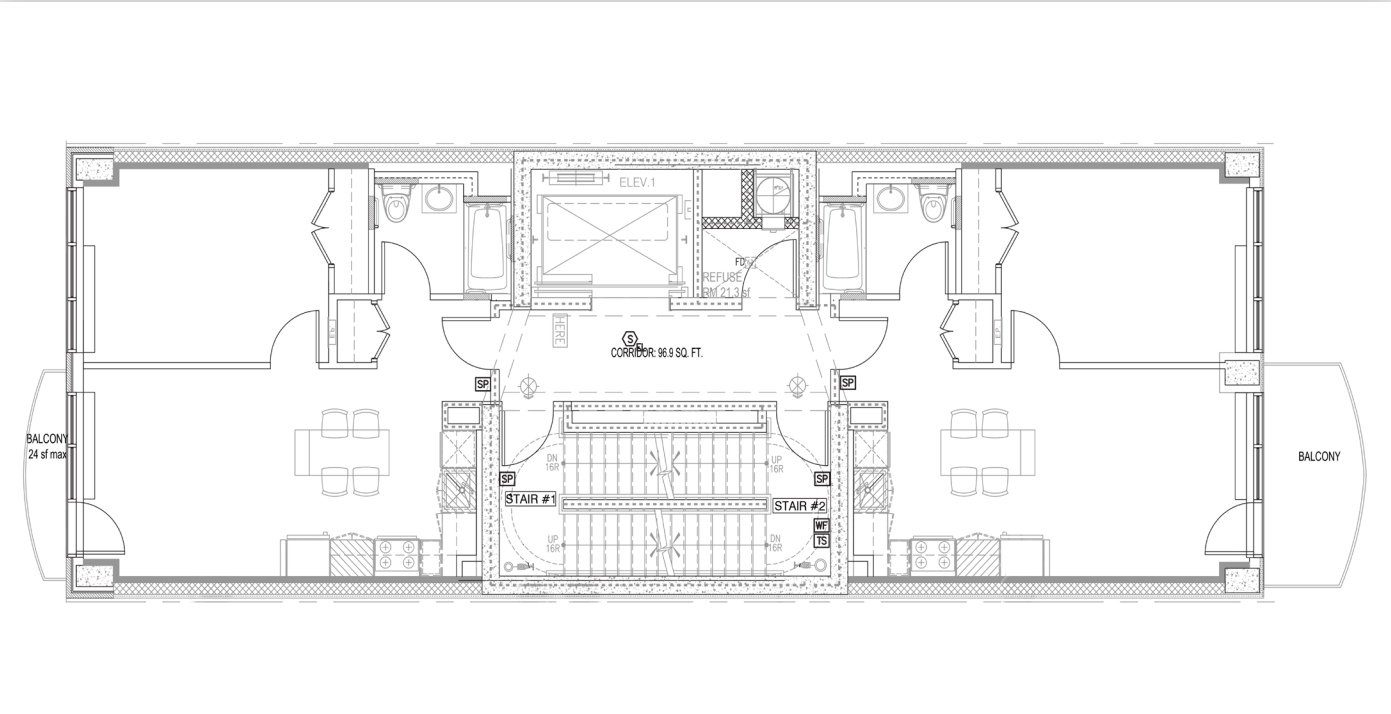 ELEV.1
FD
REFUSE
RM 21.3 sf
HERE
S
FL
CORRIDOR: 96.9 SQ. FT.
SP
SP
BALCONY
24 sf max
BALCONY
DN
16R
UP
16R
SP
SP
STAIR #1
STAIR #2
WF
TS
UP
16R
DN
16R